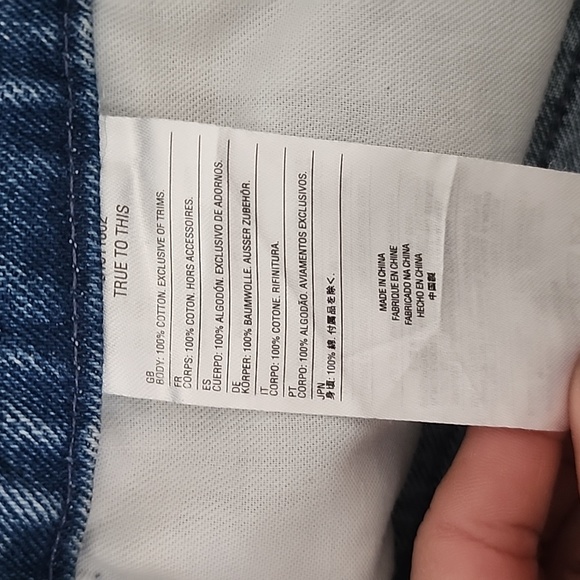 TRUE TO THIS
GB
BODY: 100% COTTON. EXCLUSIVE OF TRIMS.
FR
CORPS: 100% COTON. HORS ACCESSOIRES.
ES
CUERPO: 100% ALGODÓN. EXCLUSIVO DE ADORNOS.
DE
KÖRPER: 100% BAUMWOLLE. AUSSER ZUBEHÖR.
IT
CORPO: 100% COTONE. RIFINITURA.
PT
CORPO: 100% ALGODÃO. AVIAMENTOS EXCLUSIVOS.
JPN
身頃: 100% 綿. 付属品を除く.
MADE IN CHINA
FABRIQUE EN CHINE
FABRICADO NA CHINA
HECHO EN CHINA
中国製